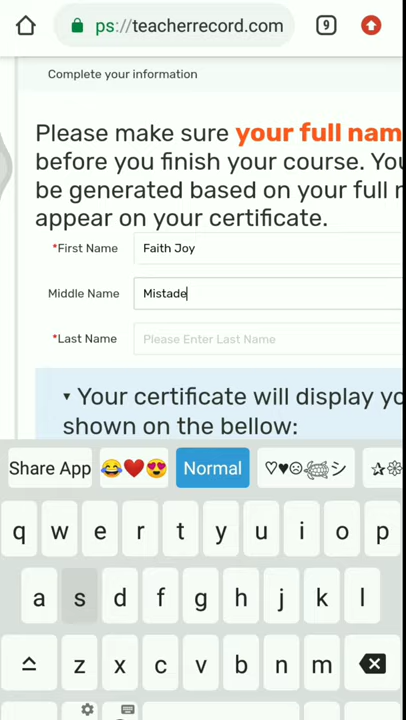 ps://teacherrecord.com
9
Complete your information
Please make sure your full nam
before you finish your course. You
be generated based on your full n
appear on your certificate.
*First Name Faith Joy
Middle Name Mistade
*Last Name Please Enter Last Name
▾ Your certificate will display yo
shown on the bellow:
Share App 😂❤️😍 Normal ♡♥☹🐢シ ☆❊
q w e r t y u i o p
a s d f g h j k l
z x c v b n m